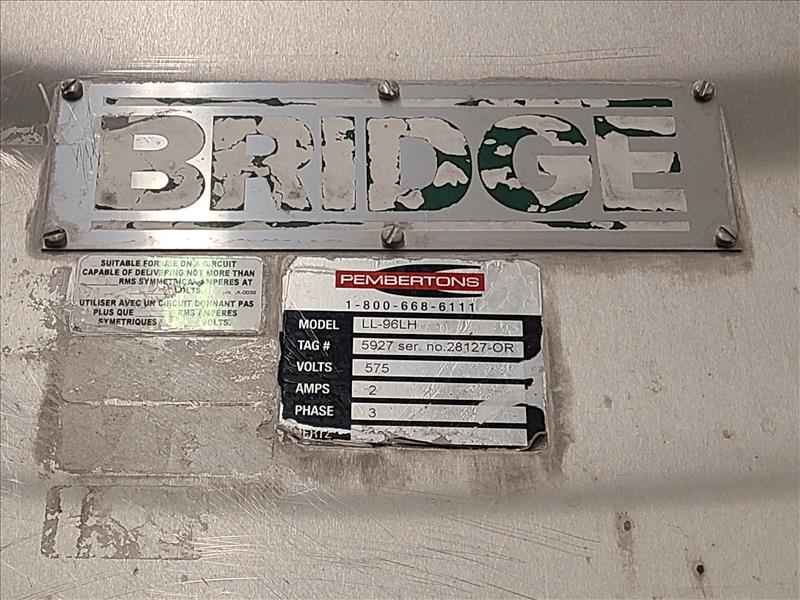 BRIDGE
SUITABLE FOR USE ON A CIRCUIT
CAPABLE OF DELIVERING NOT MORE THAN
RMS SYMMETRICAL AMPERES AT
LTS.
UTILISER AVEC UN CIRCUIT DONNANT PAS
PLUS QUE RMS AMPERES
SYMETRIQUES VOLTS.
PEMBERTONS
1-800-668-6111
MODEL LL-96LH
TAG # 5927 ser. no.28127-OR
VOLTS 575
AMPS 2
PHASE 3
HERTZ